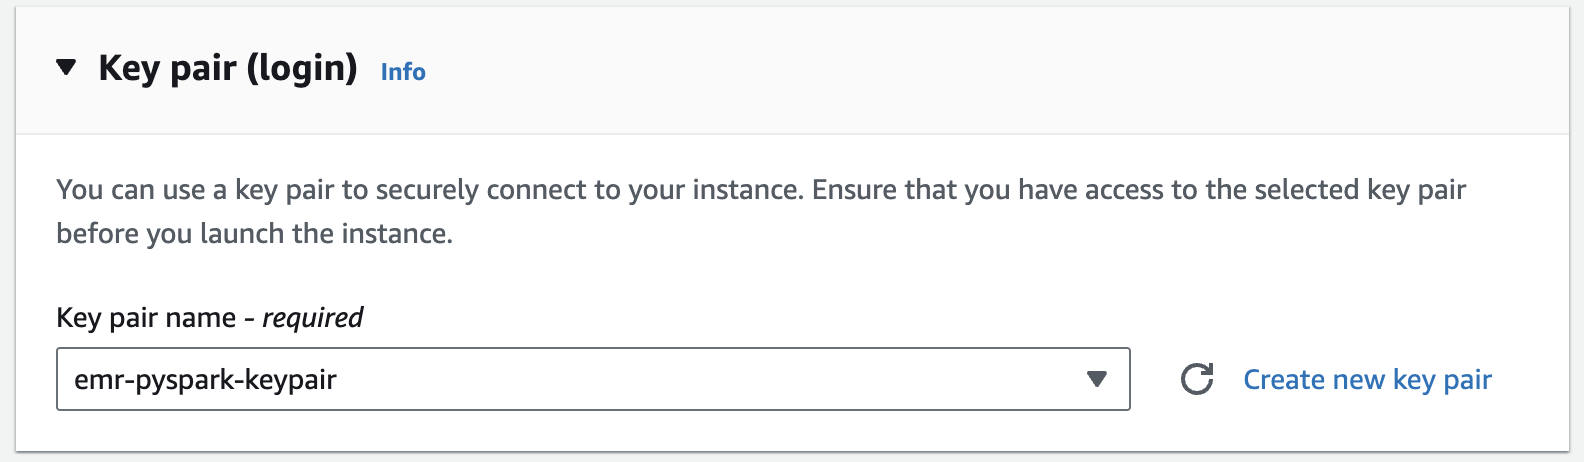 Key pair (login) Info
You can use a key pair to securely connect to your instance. Ensure that you have access to the selected key pair
before you launch the instance.
Key pair name - required
emr-pyspark-keypair
Create new key pair